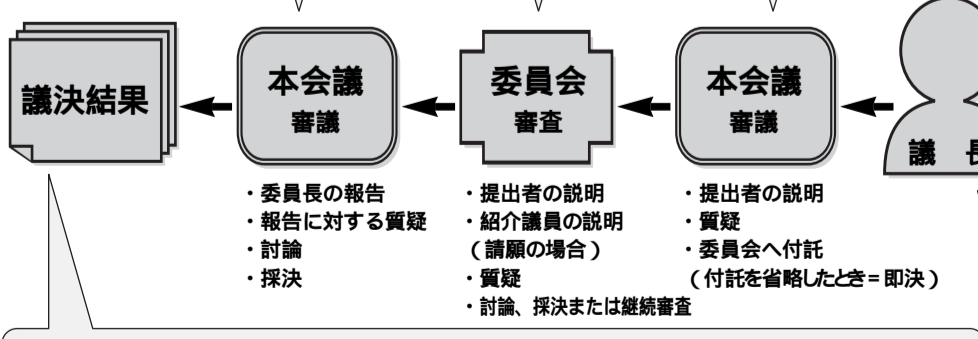 議決結果
本会議
審議
委員会
審査
本会議
審議
議 長
・委員長の報告
・報告に対する質疑
・討論
・採決
・提出者の説明
・紹介議員の説明
(請願の場合)
・質疑
・討論、採決または継続審査
・提出者の説明
・質疑
・委員会へ付託
(付託を省略したとき=即決)